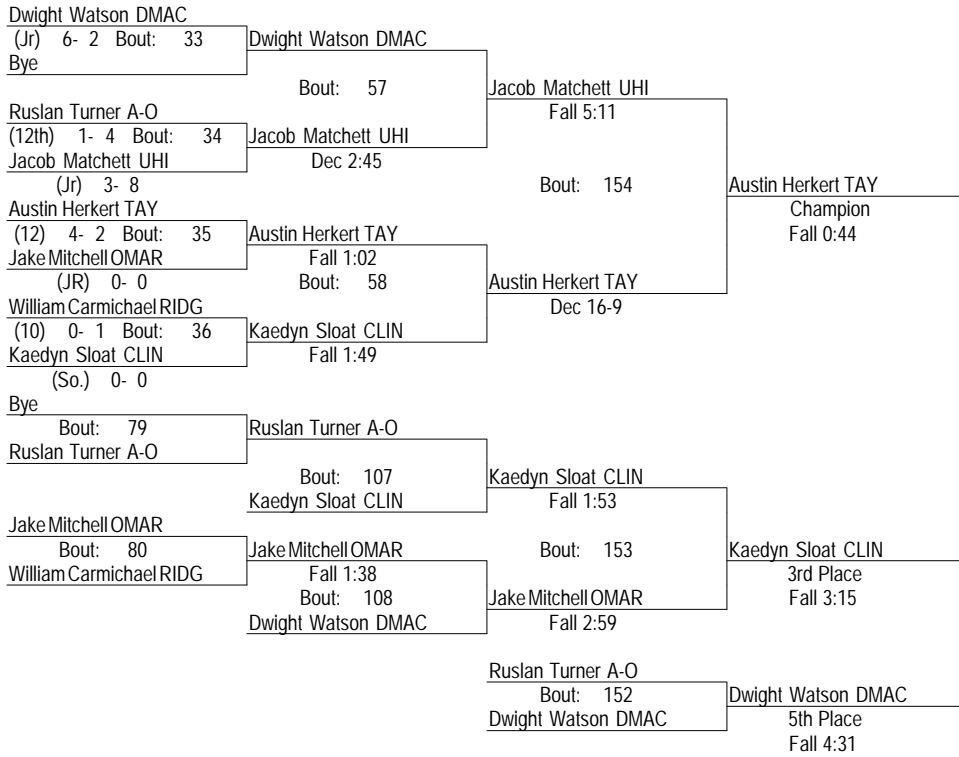 Dwight Watson DMAC
(Jr) 6- 2 Bout: 33
Dwight Watson DMAC
Bye
Bout: 57
Jacob Matchett UHI
Fall 5:11
Ruslan Turner A-O
(12th) 1- 4 Bout: 34
Jacob Matchett UHI
Jacob Matchett UHI
Dec 2:45
(Jr) 3- 8
Bout: 154
Austin Herkert TAY
Champion
Fall 0:44
Austin Herkert TAY
(12) 4- 2 Bout: 35
Austin Herkert TAY
Jake Mitchell OMAR
Fall 1:02
(JR) 0- 0
Bout: 58
Austin Herkert TAY
Dec 16-9
William Carmichael RIDG
(10) 0- 1 Bout: 36
Kaedyn Sloat CLIN
Kaedyn Sloat CLIN
Fall 1:49
(So.) 0- 0
Bye
Bout: 79
Ruslan Turner A-O
Ruslan Turner A-O
Bout: 107
Kaedyn Sloat CLIN
Kaedyn Sloat CLIN
Fall 1:53
Jake Mitchell OMAR
Bout: 80
Jake Mitchell OMAR
Bout: 153
Kaedyn Sloat CLIN
William Carmichael RIDG
Fall 1:38
3rd Place
Bout: 108
Jake Mitchell OMAR
Fall 3:15
Dwight Watson DMAC
Fall 2:59
Ruslan Turner A-O
Bout: 152
Dwight Watson DMAC
Dwight Watson DMAC
5th Place
Fall 4:31